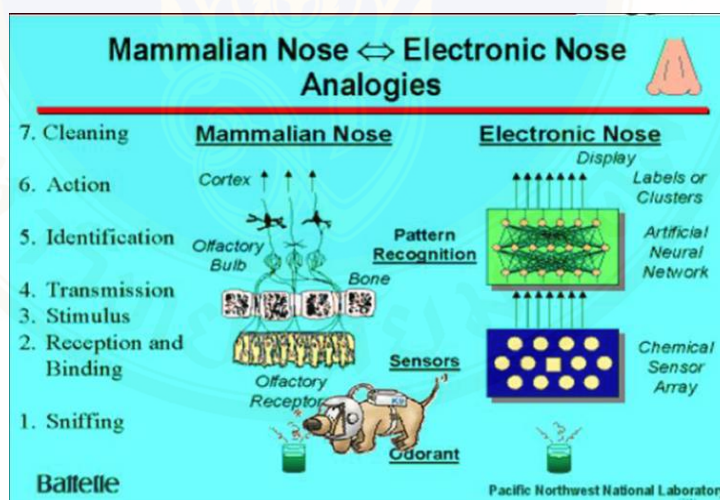 Mammalian Nose ⇔ Electronic Nose
Analogies
7. Cleaning
6. Action
5. Identification
4. Transmission
3. Stimulus
2. Reception and
Binding
1. Sniffing
Mammalian Nose
Cortex
Olfactory
Bulb
Bone
Olfactory
Receptor
Pattern
Recognition
Sensors
Odorant
Electronic Nose
Display
Labels or
Clusters
Artificial
Neural
Network
Chemical
Sensor
Array
Battelle
Pacific Northwest National Laborator